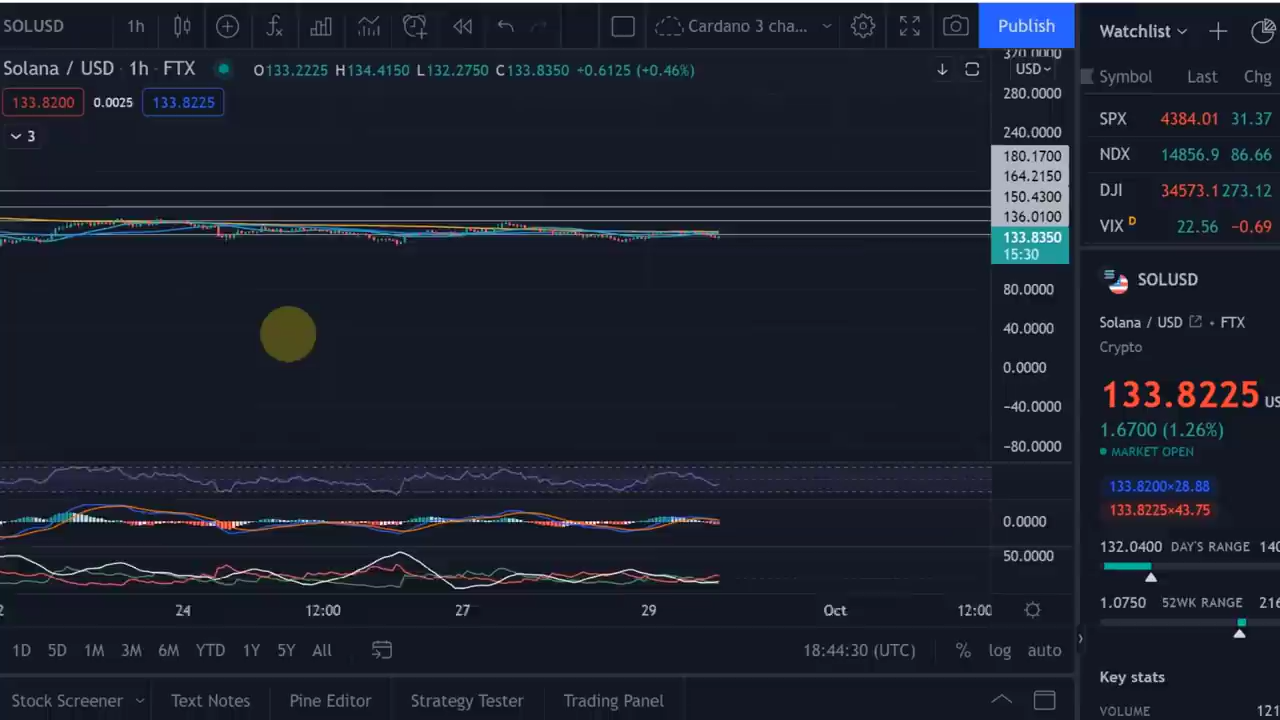 SOLUSD 1h Cardano 3 cha... Publish
Watchlist
Solana / USD · 1h · FTX O133.2225 H134.4150 L132.2750 C133.8350 +0.6125 (+0.46%)
133.8200 0.0025 133.8225
3
370.0000
USD
280.0000
240.0000
180.1700
164.2150
150.4300
136.0100
133.8350
15:30
80.0000
40.0000
0.0000
−40.0000
−80.0000
0.0000
50.0000
24 12:00 27 29 Oct 12:00
1D 5D 1M 3M 6M YTD 1Y 5Y All 18:44:30 (UTC) % log auto
Stock Screener Text Notes Pine Editor Strategy Tester Trading Panel
Symbol Last Chg
SPX 4384.01 31.37
NDX 14856.9 86.66
DJI 34573.1 273.12
VIX D 22.56 −0.69
SOLUSD
Solana / USD • FTX
Crypto
133.8225 US
1.6700 (1.26%)
MARKET OPEN
133.8200×28.88
133.8225×43.75
132.0400 DAY'S RANGE 140
1.0750 52WK RANGE 216
Key stats
VOLUME 121